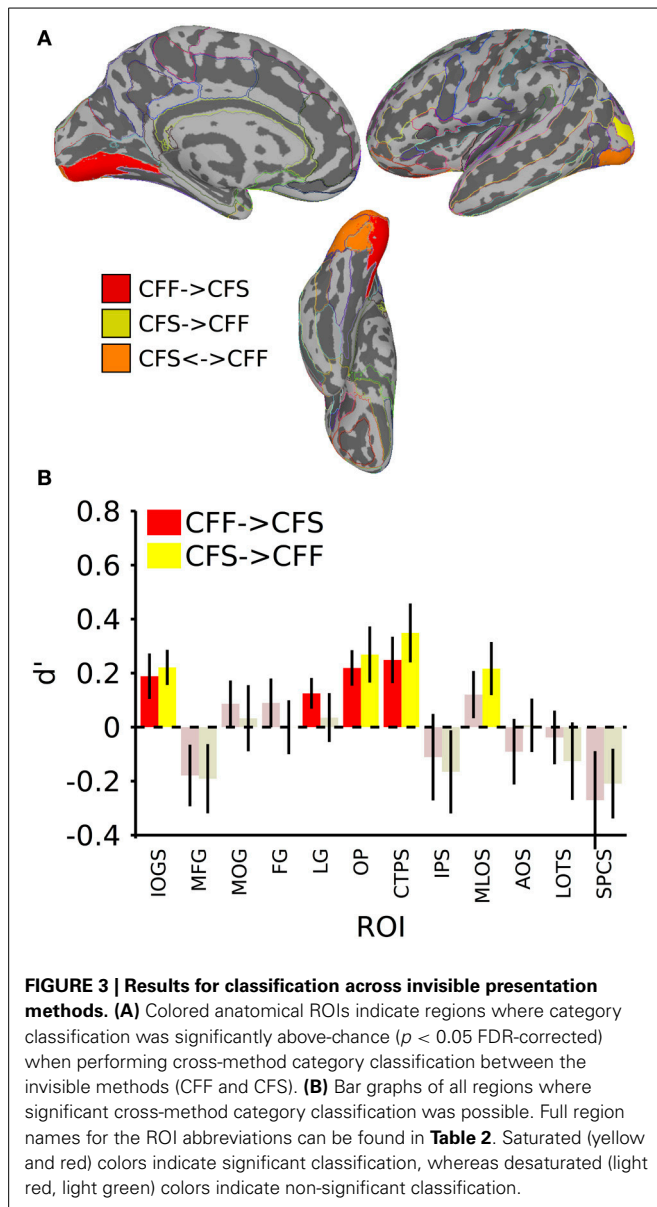 A
CFF->CFS
CFS->CFF
CFS<->CFF
B
CFF->CFS
CFS->CFF
0.8
0.6
0.4
0.2
0
-0.2
-0.4
d'
IOGS
MFG
MOG
FG
LG
OP
CTPS
IPS
MLOS
AOS
LOTS
SPCS
ROI
FIGURE 3 | Results for classification across invisible presentation
methods. (A) Colored anatomical ROIs indicate regions where category
classification was significantly above-chance (p < 0.05 FDR-corrected)
when performing cross-method category classification between the
invisible methods (CFF and CFS). (B) Bar graphs of all regions where
significant cross-method category classification was possible. Full region
names for the ROI abbreviations can be found in Table 2. Saturated (yellow
and red) colors indicate significant classification, whereas desaturated (light
red, light green) colors indicate non-significant classification.